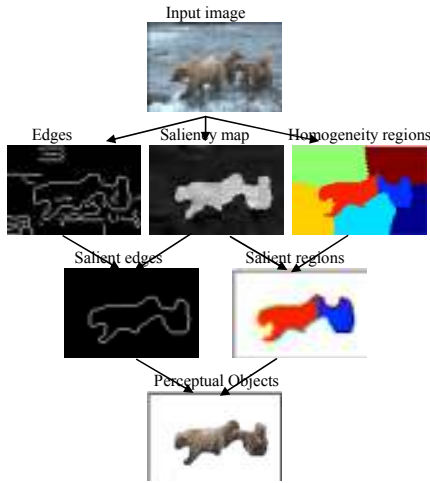 Input image
Edges
Saliency map
Homogeneity regions
Salient edges
Salient regions
Perceptual Objects